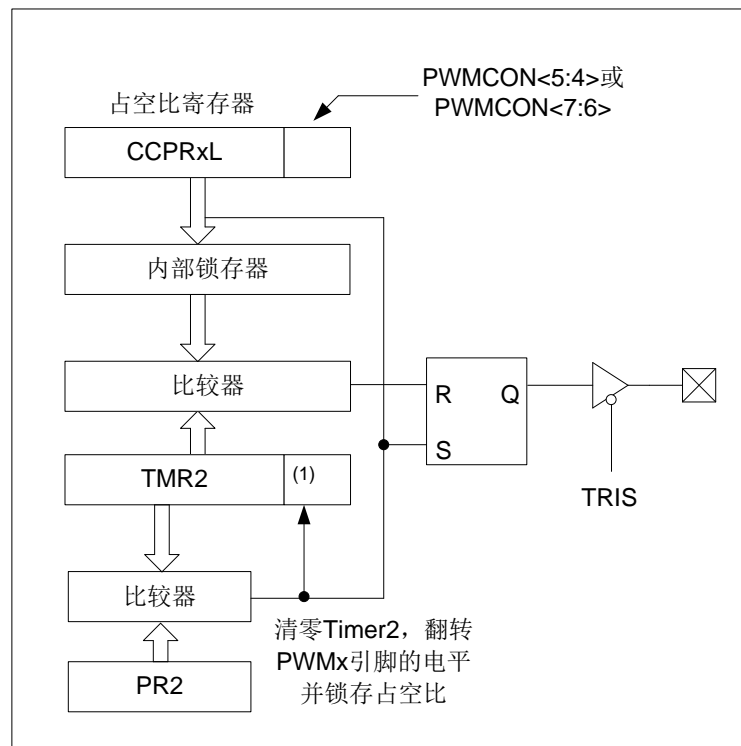 PWMCON<5:4>或
PWMCON<7:6>
占空比寄存器
CCPRxL
内部锁存器
比较器
R Q
S
TMR2 (1)
TRIS
比较器
清零Timer2，翻转
PWMx引脚的电平
并锁存占空比
PR2